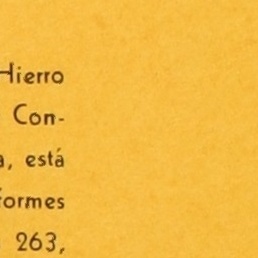 Hierro
Con-
a, está
formes
263,